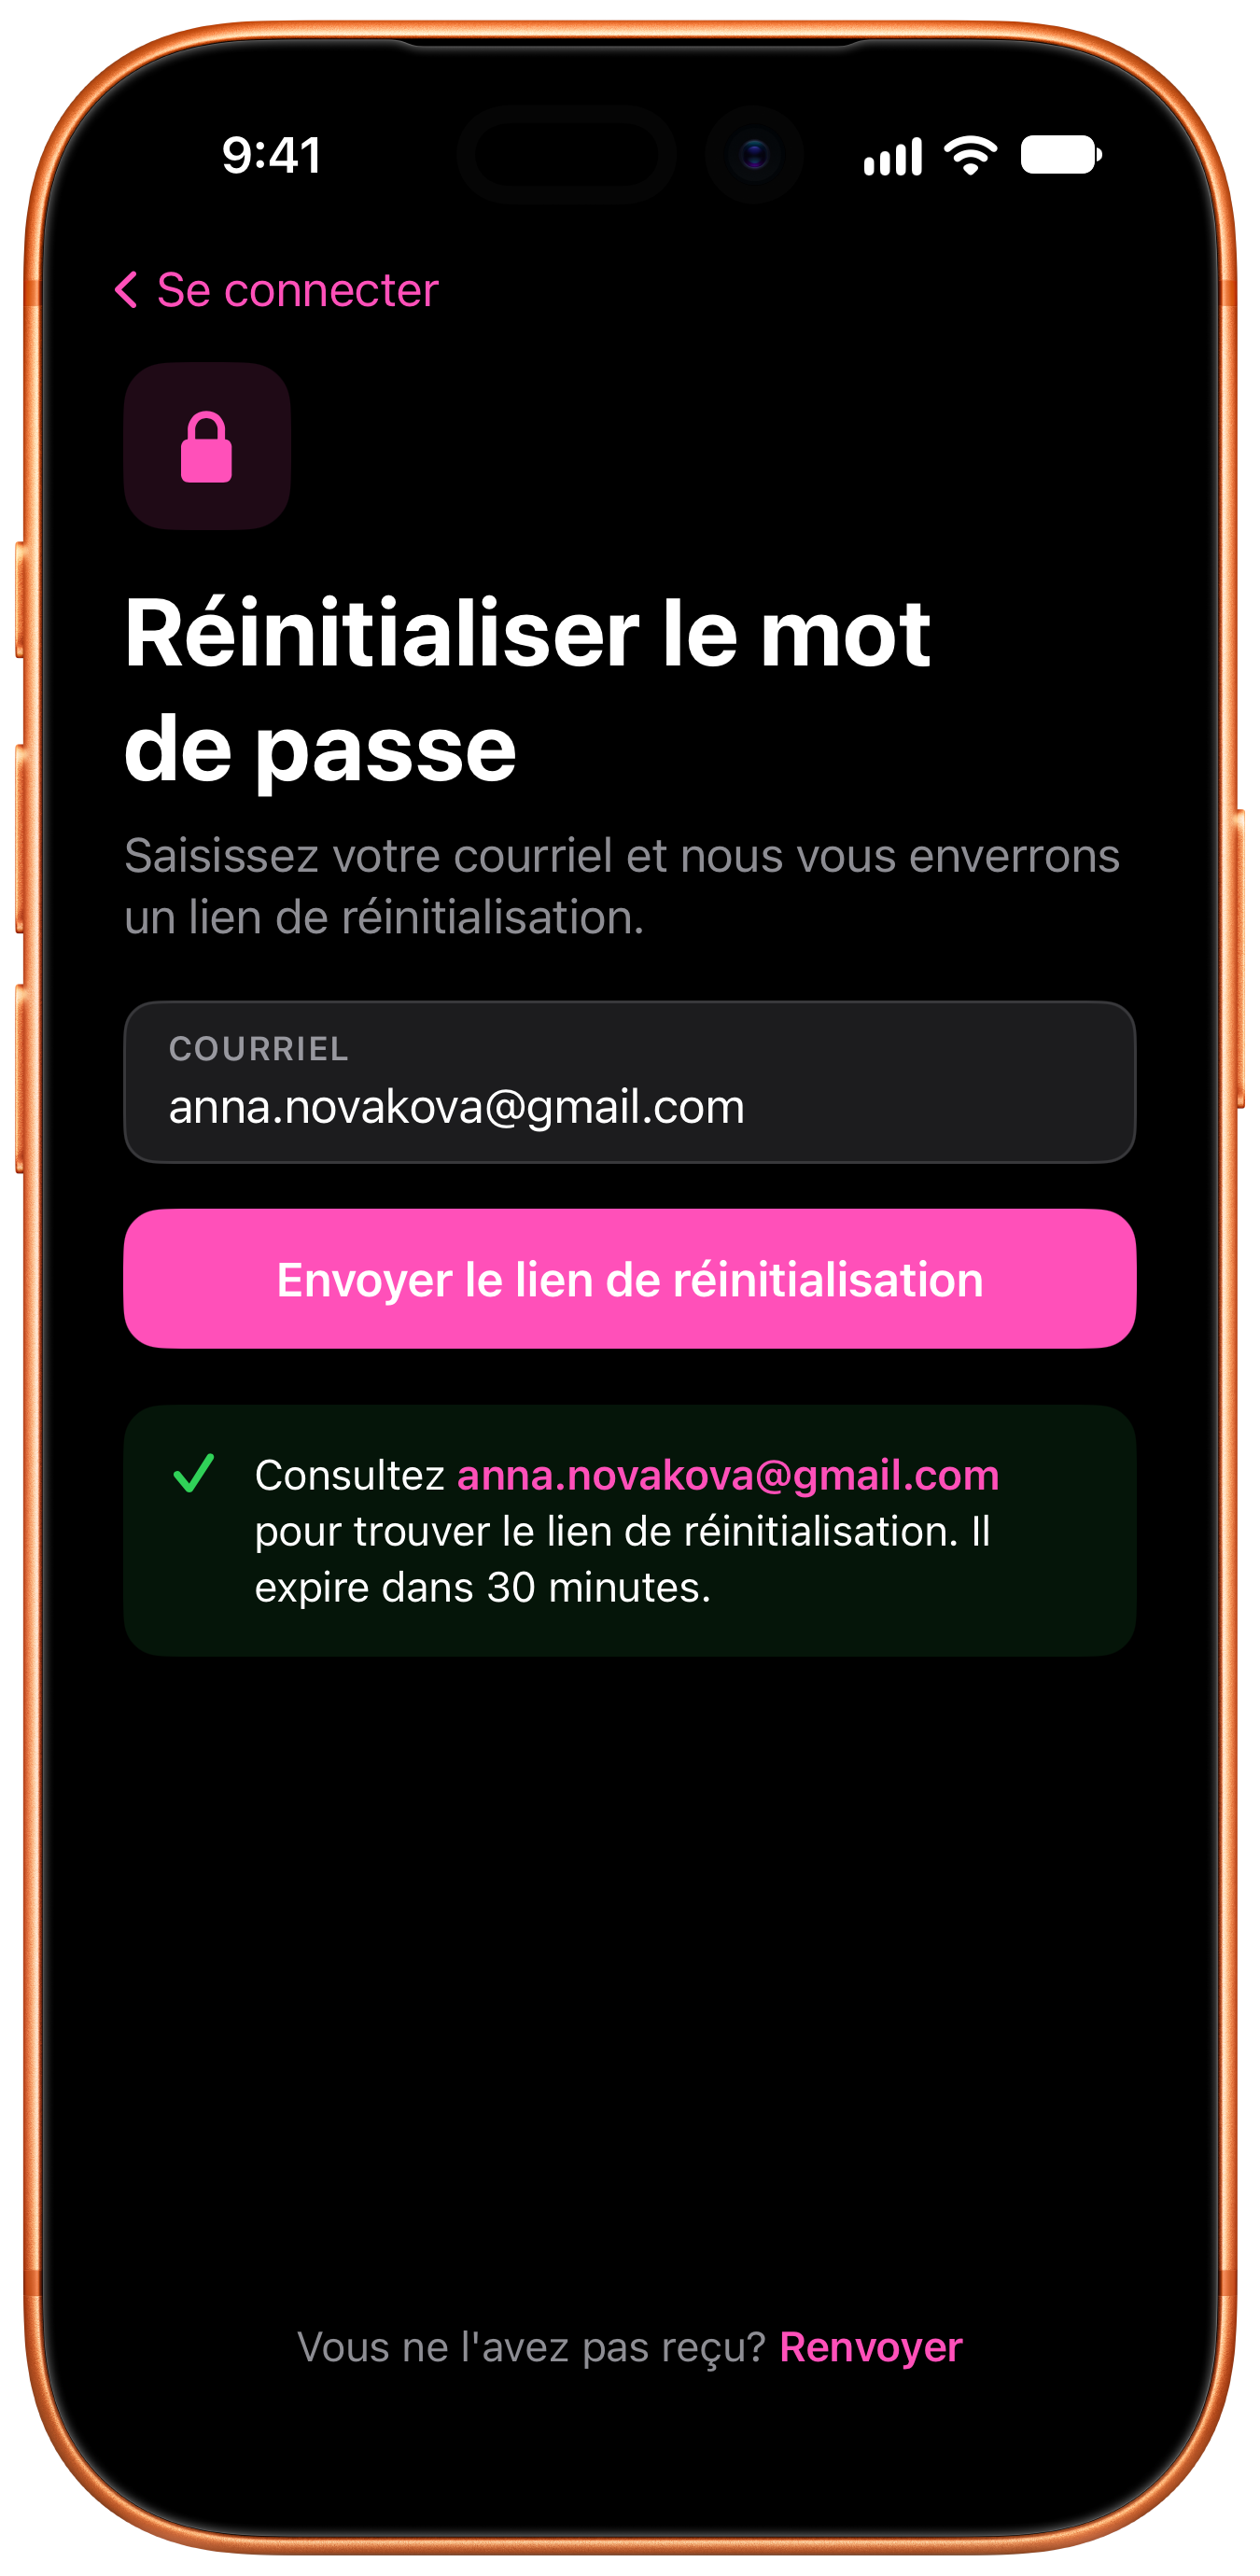 9:41
Se connecter
Réinitialiser le mot
de passe
Saisissez votre courriel et nous vous enverrons
un lien de réinitialisation.
COURRIEL
anna.novakova@gmail.com
Envoyer le lien de réinitialisation
Consultez anna.novakova@gmail.com
pour trouver le lien de réinitialisation. Il
expire dans 30 minutes.
Vous ne l'avez pas reçu? Renvoyer